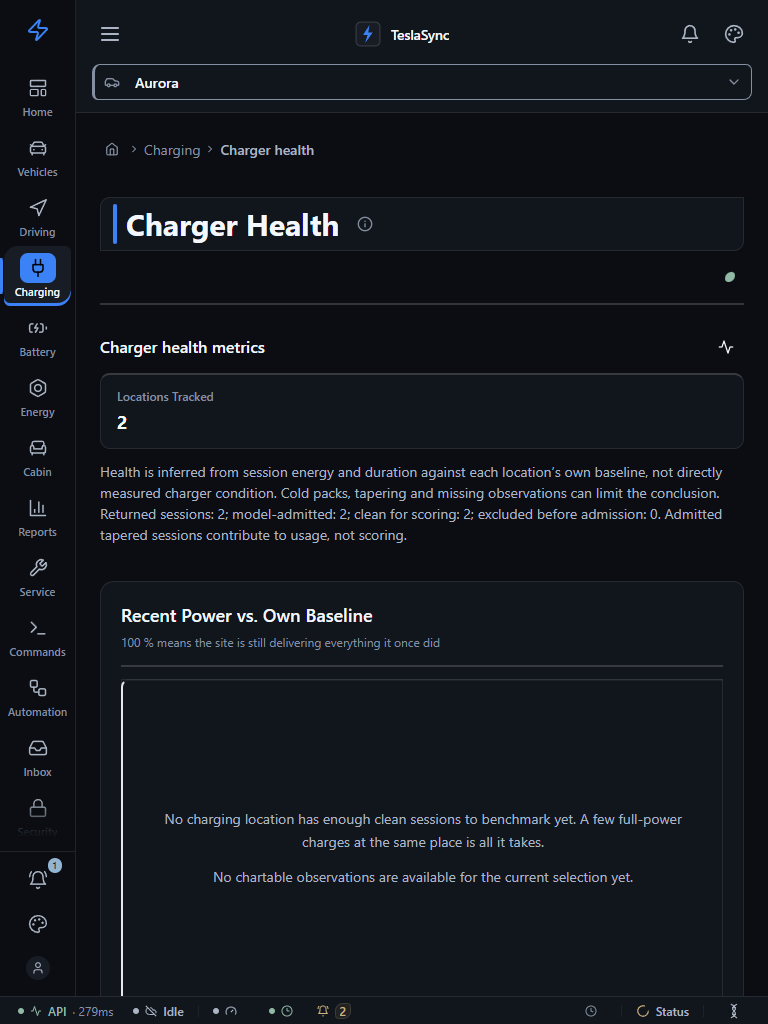 TeslaSync
Aurora
Home
Vehicles
Driving
Charging
Battery
Energy
Cabin
Reports
Service
Commands
Automation
Inbox
Security
1
Charging
Charger health
Charger Health
Charger health metrics
Locations Tracked
2
Health is inferred from session energy and duration against each location’s own baseline, not directly
measured charger condition. Cold packs, tapering and missing observations can limit the conclusion.
Returned sessions: 2; model-admitted: 2; clean for scoring: 2; excluded before admission: 0. Admitted
tapered sessions contribute to usage, not scoring.
Recent Power vs. Own Baseline
100 % means the site is still delivering everything it once did
No charging location has enough clean sessions to benchmark yet. A few full-power
charges at the same place is all it takes.
No chartable observations are available for the current selection yet.
API · 279ms
Idle
2
Status